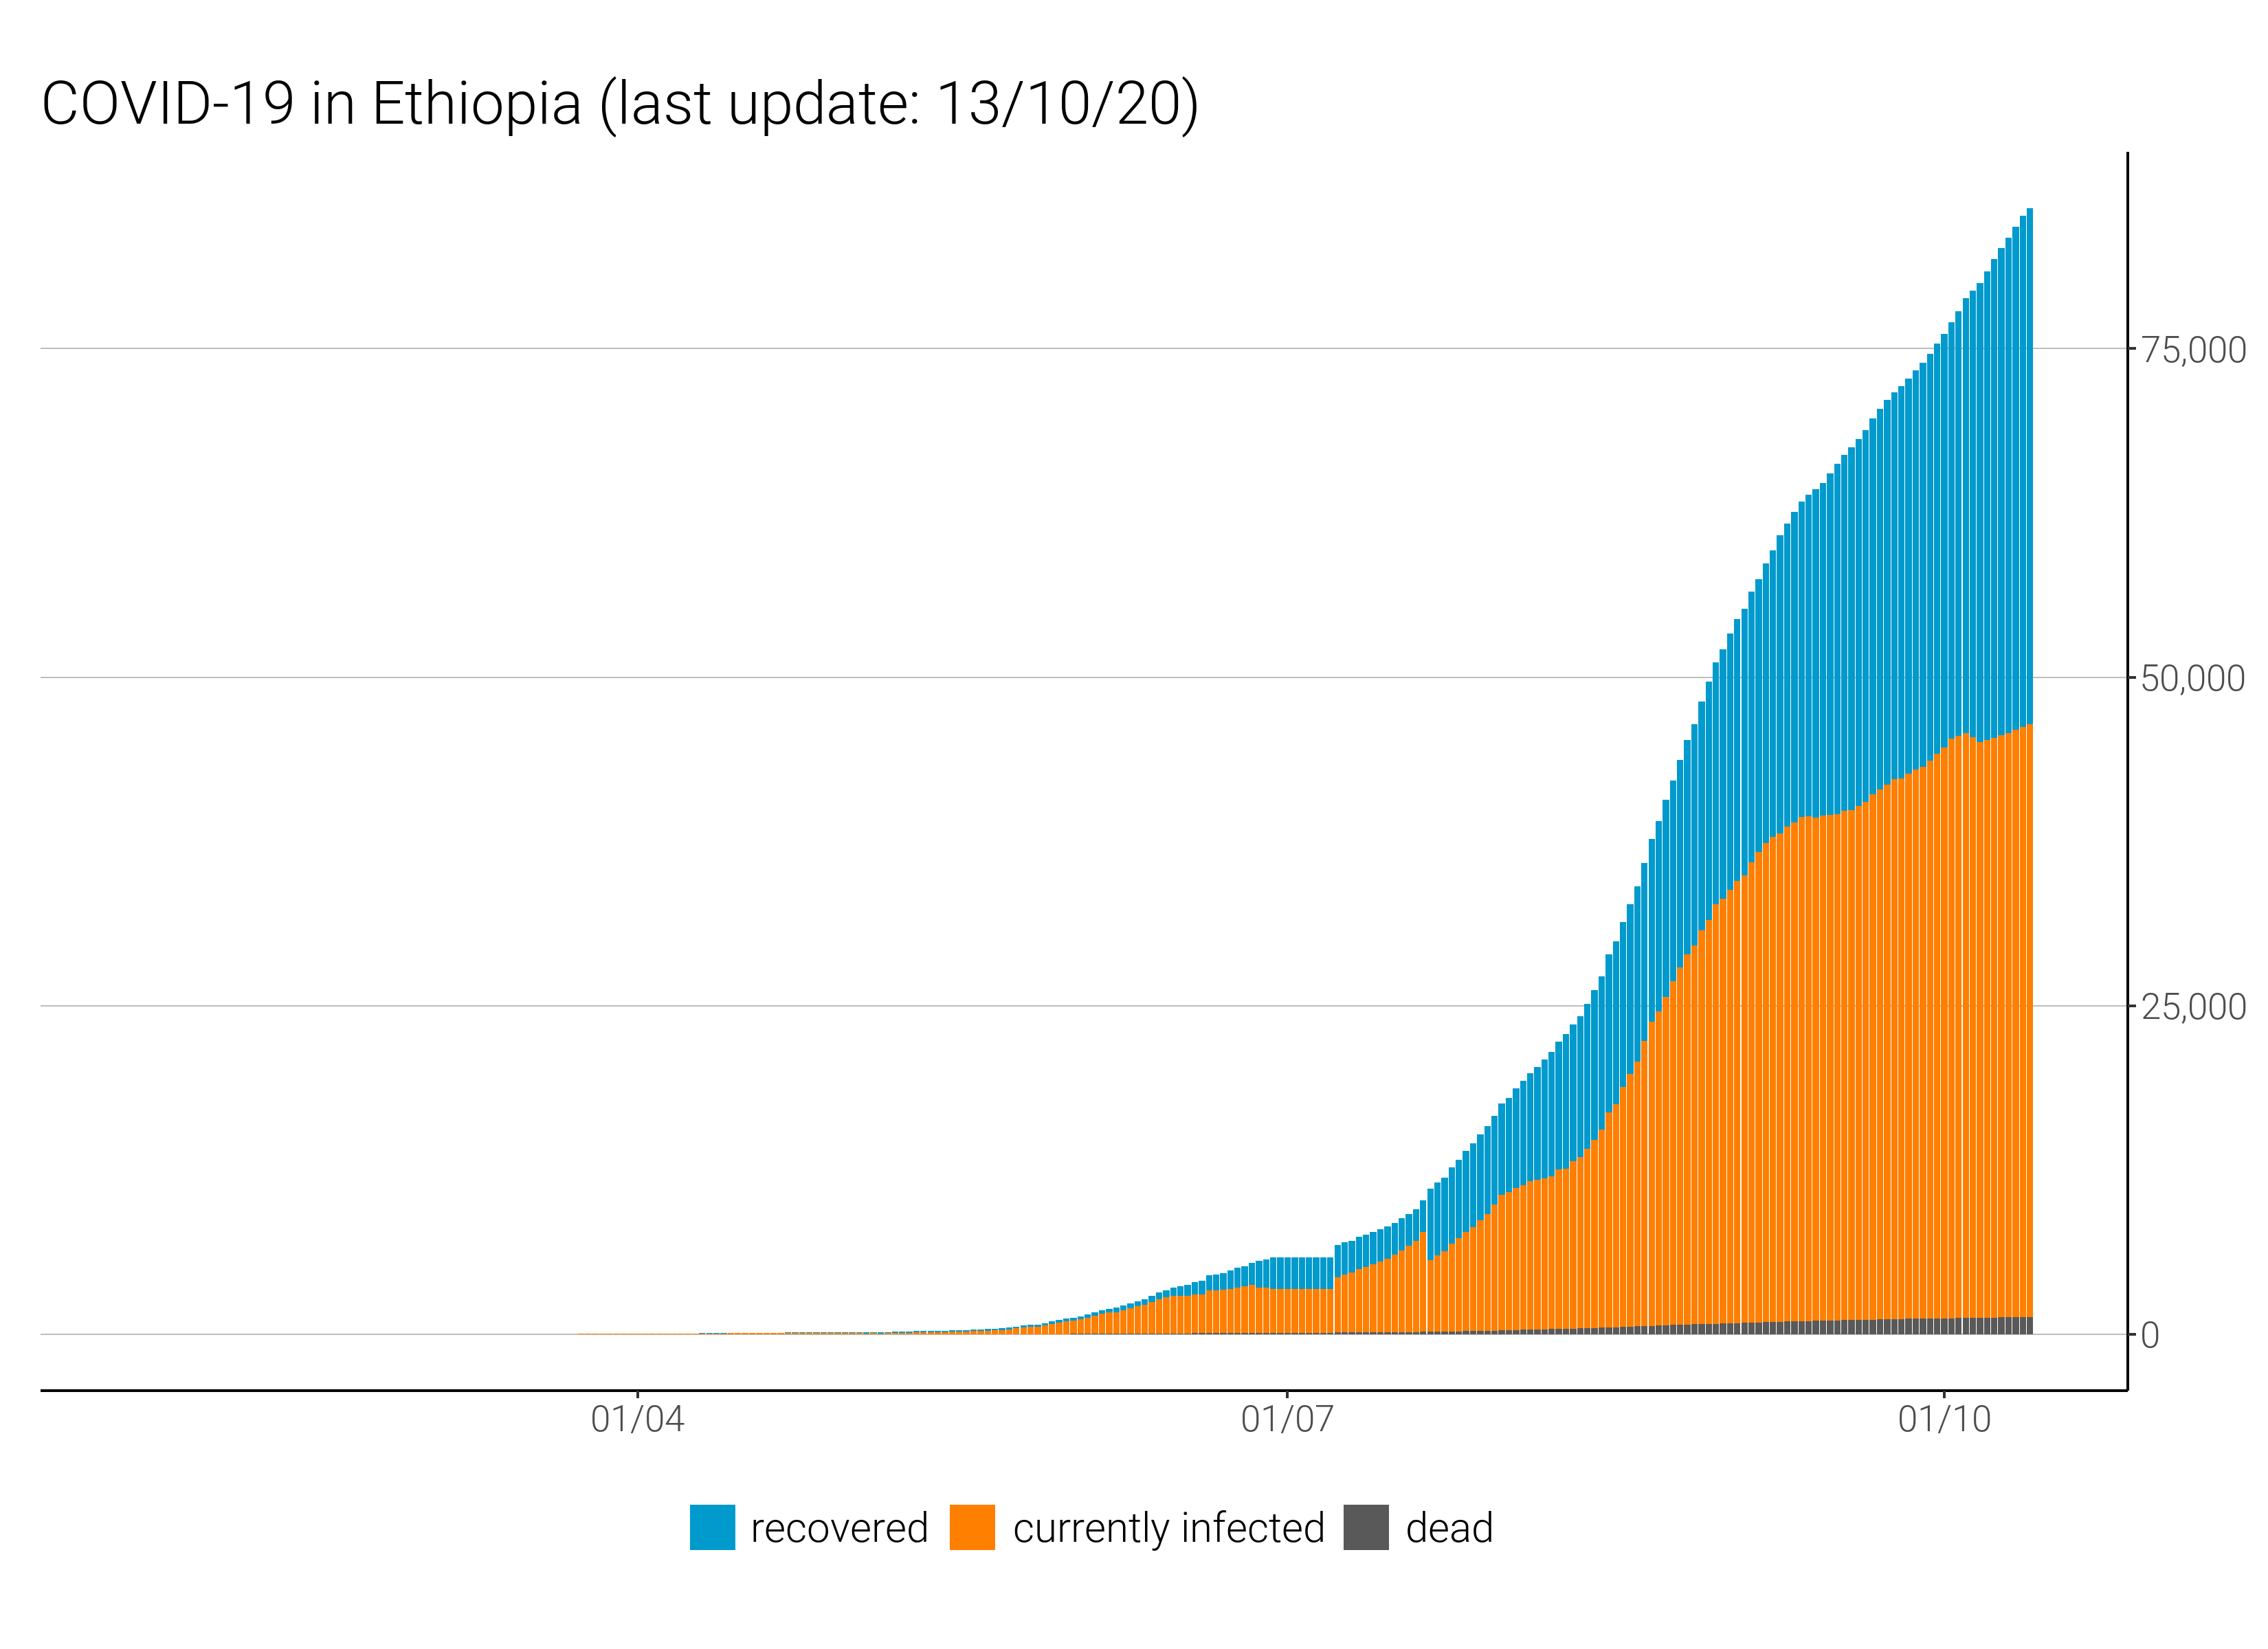 COVID-19 in Ethiopia (last update: 13/10/20)
75,000
50,000
25,000
0
01/04 01/07 01/10
recovered currently infected dead